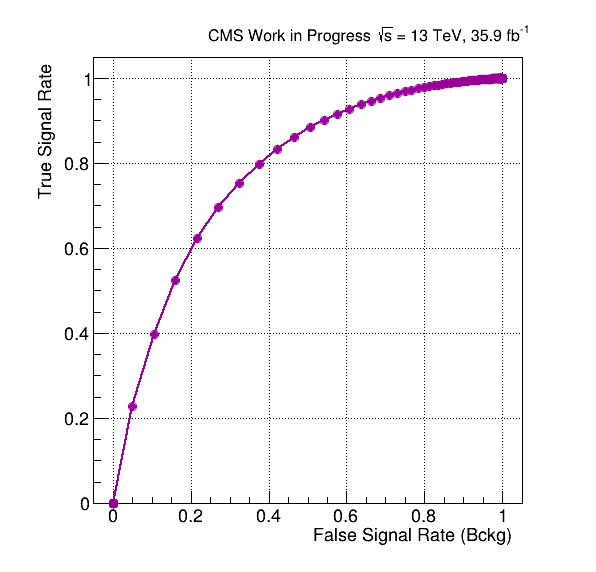 CMS Work in Progress √s = 13 TeV, 35.9 fb⁻¹
True Signal Rate
1
0.8
0.6
0.4
0.2
0
0 0.2 0.4 0.6 0.8 1
False Signal Rate (Bckg)